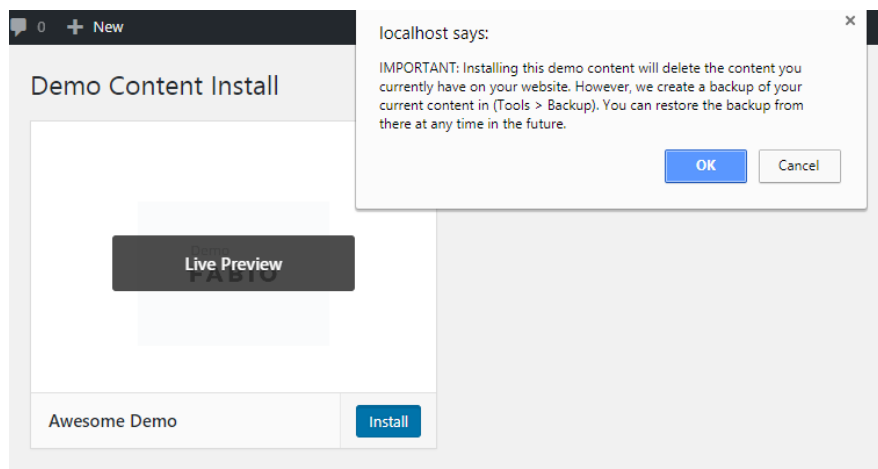 0 + New
Demo Content Install
localhost says:
IMPORTANT: Installing this demo content will delete the content you
currently have on your website. However, we create a backup of your
current content in (Tools > Backup). You can restore the backup from
there at any time in the future.
OK Cancel
Demo
FABIO
Live Preview
Awesome Demo
Install